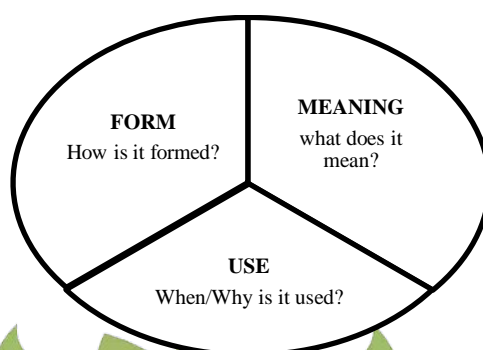 FORM
How is it formed?
MEANING
what does it
mean?
USE
When/Why is it used?